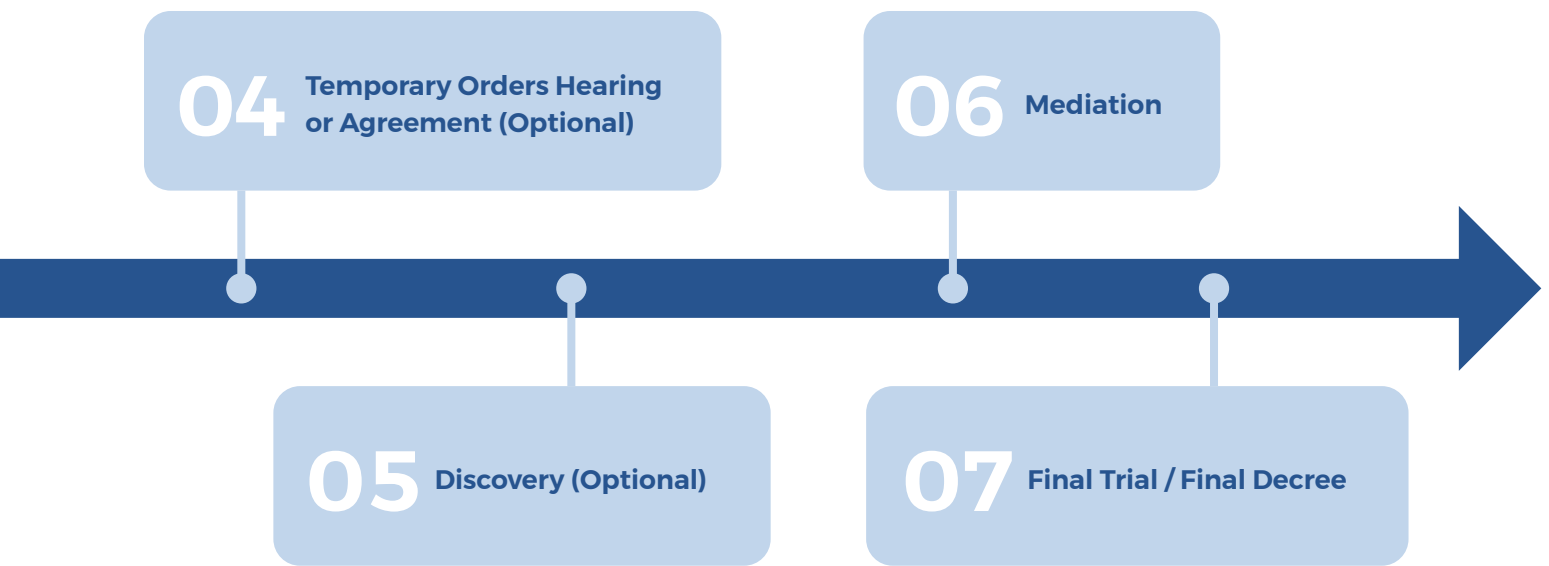 04 Temporary Orders Hearing
or Agreement (Optional)
05 Discovery (Optional)
06 Mediation
07 Final Trial / Final Decree